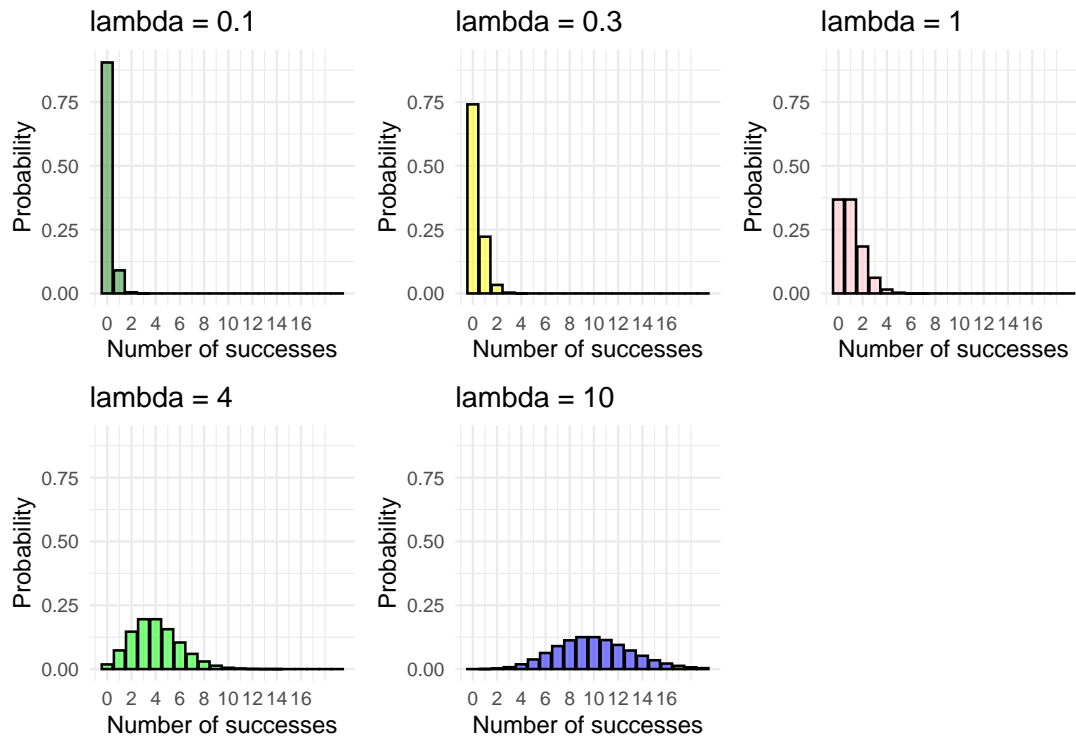 lambda = 0.1
Probability
0.75
0.50
0.25
0.00
0 2 4 6 8 10 12 14 16
Number of successes
lambda = 0.3
Probability
0.75
0.50
0.25
0.00
0 2 4 6 8 10 12 14 16
Number of successes
lambda = 1
Probability
0.75
0.50
0.25
0.00
0 2 4 6 8 10 12 14 16
Number of successes
lambda = 4
Probability
0.75
0.50
0.25
0.00
0 2 4 6 8 10 12 14 16
Number of successes
lambda = 10
Probability
0.75
0.50
0.25
0.00
0 2 4 6 8 10 12 14 16
Number of successes